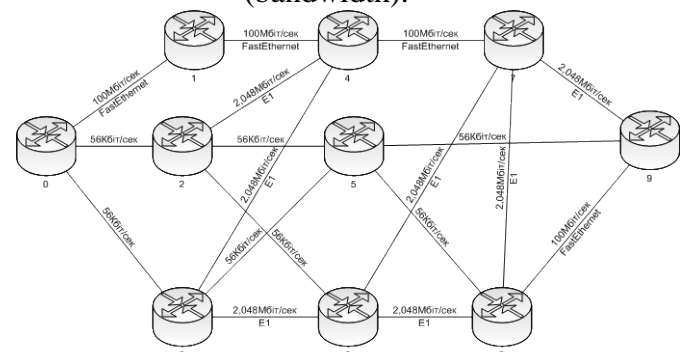 (bandwidth).
100Мбіт/сек
FastEthernet
100Мбіт/сек
FastEthernet
1
4
7
100Мбіт/сек
FastEthernet
2,048Мбіт/сек
E1
2,048Мбіт/сек
E1
56Кбіт/сек
56Кбіт/сек
56Кбіт/сек
0
2
5
9
2,048Мбіт/сек
E1
2,048Мбіт/сек
E1
2,048Мбіт/сек
E1
56Кбіт/сек
56Кбіт/сек
56Кбіт/сек
56Кбіт/сек
100Мбіт/сек
FastEthernet
2,048Мбіт/сек
E1
2,048Мбіт/сек
E1